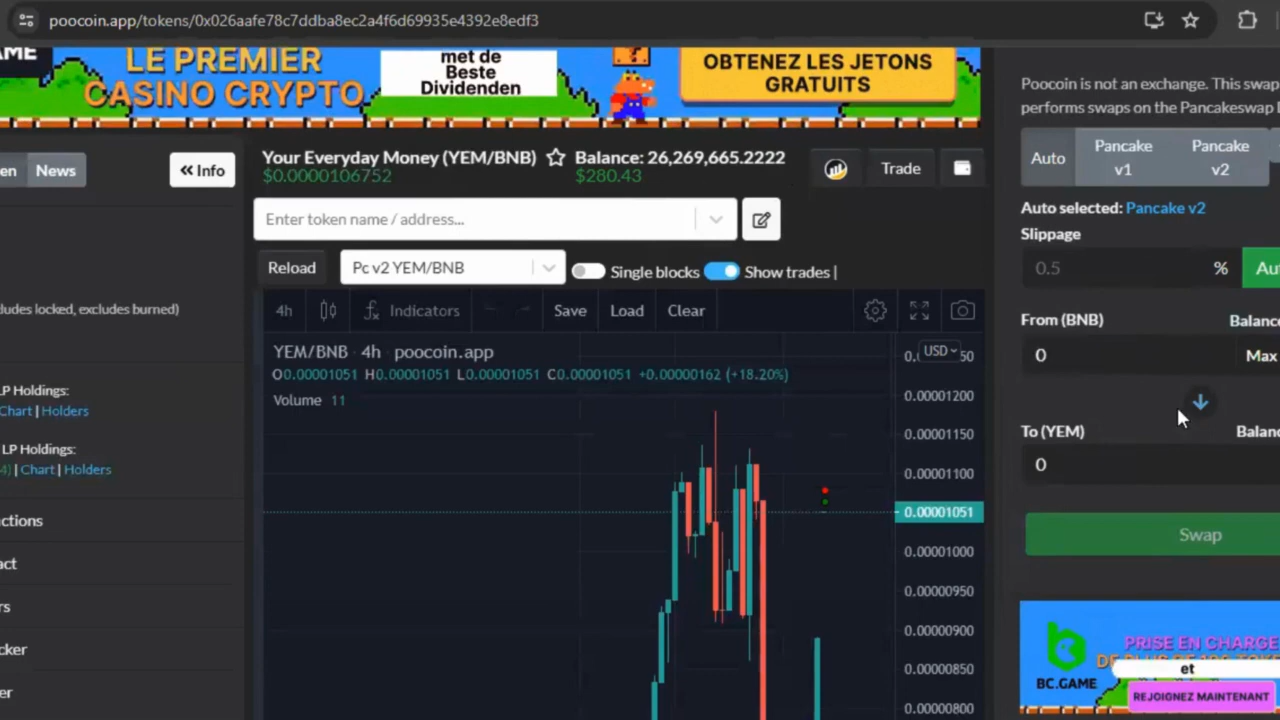 poocoin.app/tokens/0x026aafe78c7ddba8ec2a4f6d69935e4392e8edf3
LE PREMIER
CASINO CRYPTO
met de
Beste
Dividenden
OBTENEZ LES JETONS
GRATUITS
News
Info
Your Everyday Money (YEM/BNB)
$0.0000106752
Balance: 26,269,665.2222
$280.43
Trade
Enter token name / address...
Reload
Pc v2 YEM/BNB
Single blocks
Show trades |
4h
Indicators
Save
Load
Clear
YEM/BNB · 4h · poocoin.app
O0.00001051 H0.00001051 L0.00001051 C0.00001051 +0.00000162 (+18.20%)
Volume 11
USD
0.00001200
0.00001150
0.00001100
0.00001051
0.00001000
0.00000950
0.00000900
0.00000850
0.00000800
ludes locked, excludes burned)
LP Holdings:
Chart | Holders
LP Holdings:
4) | Chart | Holders
Poocoin is not an exchange. This swap
performs swaps on the Pancakeswap
Auto
Pancake
v1
Pancake
v2
Auto selected: Pancake v2
Slippage
0.5
%
From (BNB)
0
Max
To (YEM)
0
Swap
BC.GAME
PRISE EN CHARGE
et
REJOIGNEZ MAINTENANT